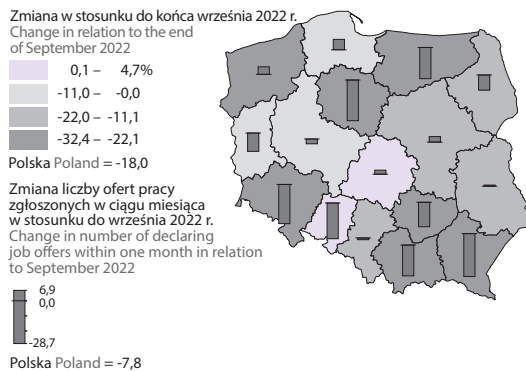 Zmiana w stosunku do końca września 2022 r.
Change in relation to the end
of September 2022
0,1 – 4,7%
-11,0 – -0,0
-22,0 – -11,1
-32,4 – -22,1
Polska Poland = -18,0
Zmiana liczby ofert pracy
zgłoszonych w ciągu miesiąca
w stosunku do września 2022 r.
Change in number of declaring
job offers within one month in relation
to September 2022
6,9
0,0
-28,7
Polska Poland = -7,8